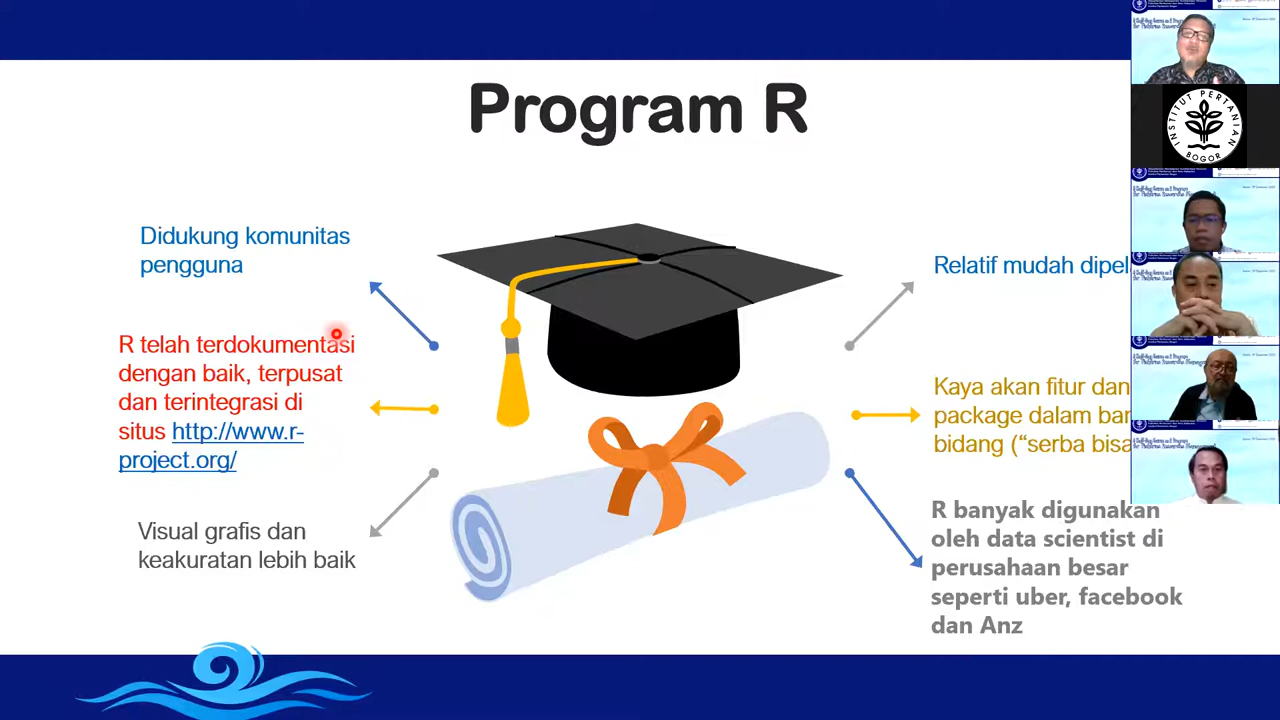 Program R
Didukung komunitas
pengguna
R telah terdokumentasi
dengan baik, terpusat
dan terintegrasi di
situs http://www.r-
project.org/
Visual grafis dan
keakuratan lebih baik
Relatif mudah dipel
Kaya akan fitur dan
package dalam ban
bidang (“serba bisa
R banyak digunakan
oleh data scientist di
perusahaan besar
seperti uber, facebook
dan Anz
INSTITUT PERTANIAN
BOGOR